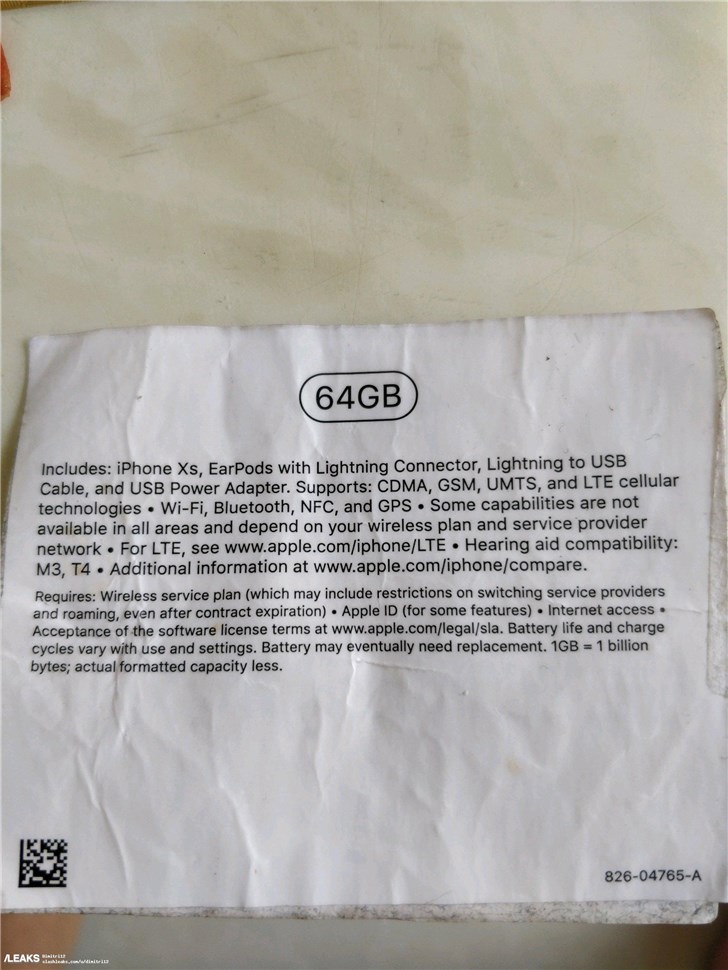 64GB
Includes: iPhone Xs, EarPods with Lightning Connector, Lightning to USB
Cable, and USB Power Adapter. Supports: CDMA, GSM, UMTS, and LTE cellular
technologies • Wi-Fi, Bluetooth, NFC, and GPS • Some capabilities are not
available in all areas and depend on your wireless plan and service provider
network • For LTE, see www.apple.com/iphone/LTE • Hearing aid compatibility:
M3, T4 • Additional information at www.apple.com/iphone/compare.
Requires: Wireless service plan (which may include restrictions on switching service providers
and roaming, even after contract expiration) • Apple ID (for some features) • Internet access •
Acceptance of the software license terms at www.apple.com/legal/sla. Battery life and charge
cycles vary with use and settings. Battery may eventually need replacement. 1GB = 1 billion
bytes; actual formatted capacity less.
826-04765-A
/LEAKS Dimitri12
slashleaks.com/u/dimitri12